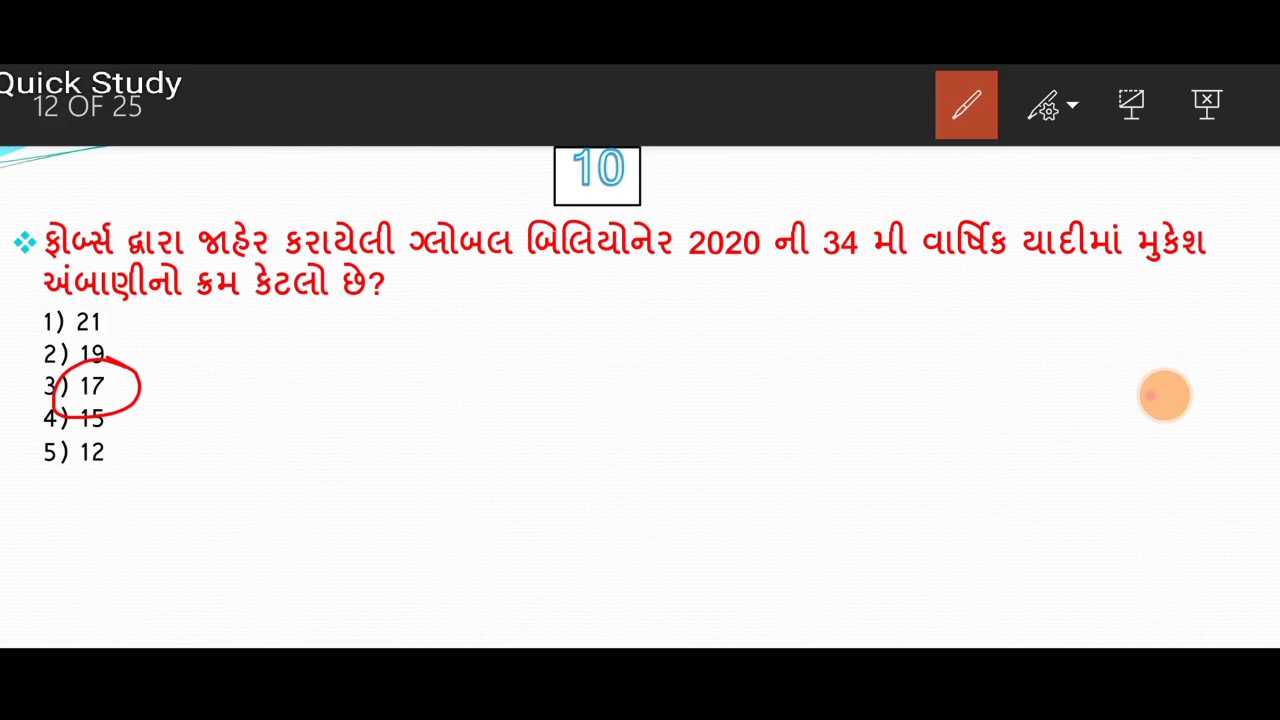 Quick Study
12 OF 25
10
ફોર્બ્સ દ્વારા જાહેર કરાયેલી ગ્લોબલ બિલિયોનેર 2020 ની 34 મી વાર્ષિક યાદીમાં મુકેશ
અંબાણીનો ક્રમ કેટલો છે?
1) 21
2) 19
3) 17
4) 15
5) 12